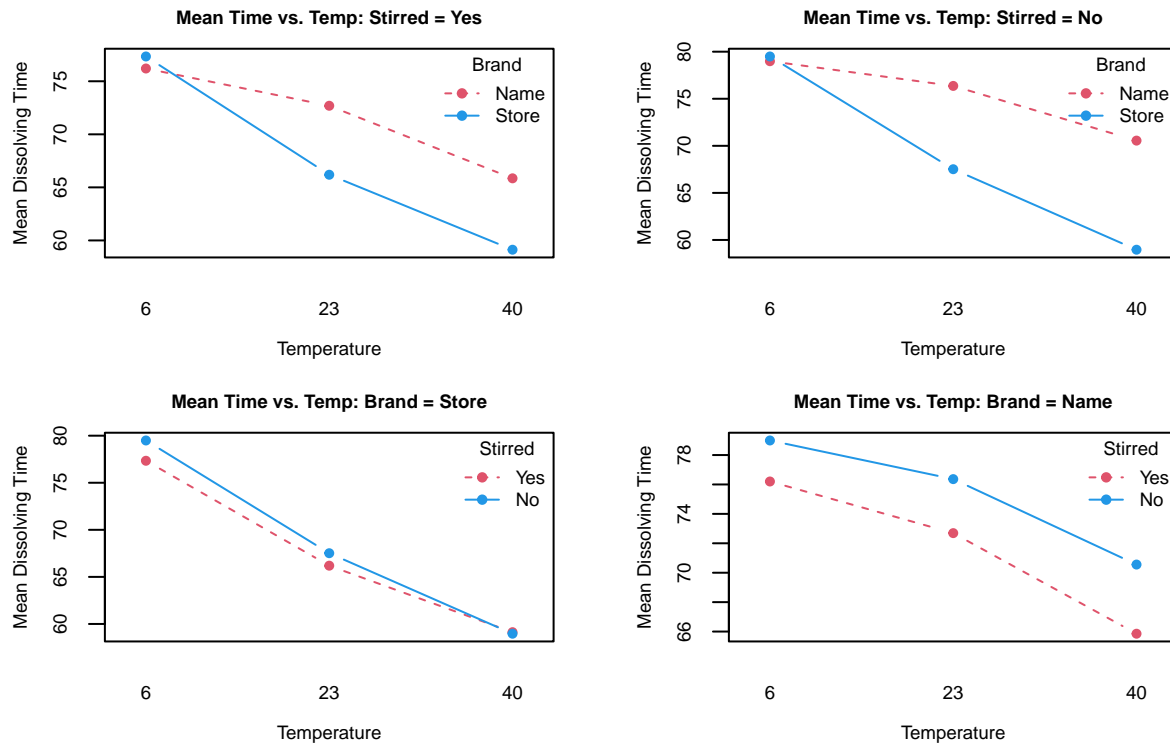 Mean Time vs. Temp: Stirred = Yes
Mean Dissolving Time
75
70
65
60
Brand
Name
Store
6 23 40
Temperature
Mean Time vs. Temp: Stirred = No
Mean Dissolving Time
80
75
70
65
60
Brand
Name
Store
6 23 40
Temperature
Mean Time vs. Temp: Brand = Store
Mean Dissolving Time
80
75
70
65
60
Stirred
Yes
No
6 23 40
Temperature
Mean Time vs. Temp: Brand = Name
Mean Dissolving Time
78
74
70
66
Stirred
Yes
No
6 23 40
Temperature